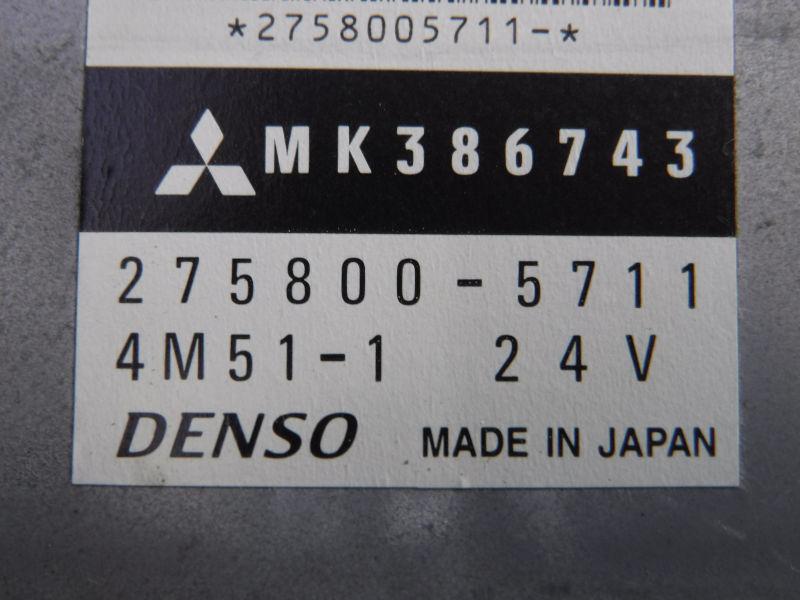 *2758005711-*
MK386743
275800-5711
4M51-1 24V
DENSO MADE IN JAPAN